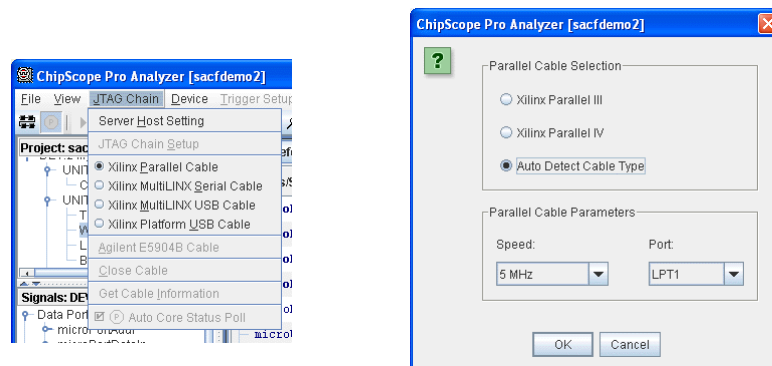 ChipScope Pro Analyzer [sacfdemo2]
File View JTAG Chain Device Trigger Setup
Server Host Setting
JTAG Chain Setup
Xilinx Parallel Cable
Xilinx MultiLINX Serial Cable
Xilinx MultiLINX USB Cable
Xilinx Platform USB Cable
Agilent E5904B Cable
Close Cable
Get Cable Information
Auto Core Status Poll
Project: sac
UNIT
UNIT
Signals: DEV
Data Port
ChipScope Pro Analyzer [sacfdemo2]
Parallel Cable Selection
Xilinx Parallel III
Xilinx Parallel IV
Auto Detect Cable Type
Parallel Cable Parameters
Speed: Port:
5 MHz LPT1
OK Cancel